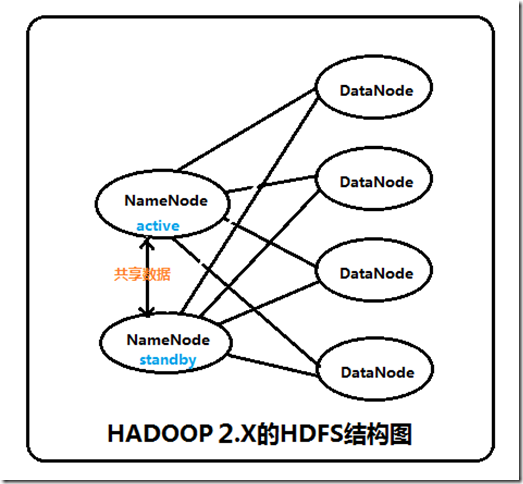 DataNode
DataNode
NameNode
active
共享数据
DataNode
NameNode
standby
DataNode
HADOOP 2.X的HDFS结构图